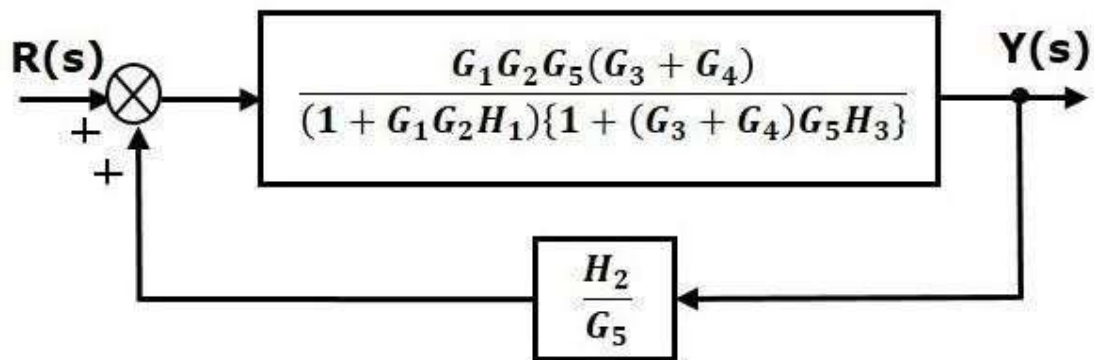 R(s)
G₁G₂G₅(G₃ + G₄)
(1 + G₁G₂H₁){1 + (G₃ + G₄)G₅H₃}
Y(s)
+
+
H₂
G₅